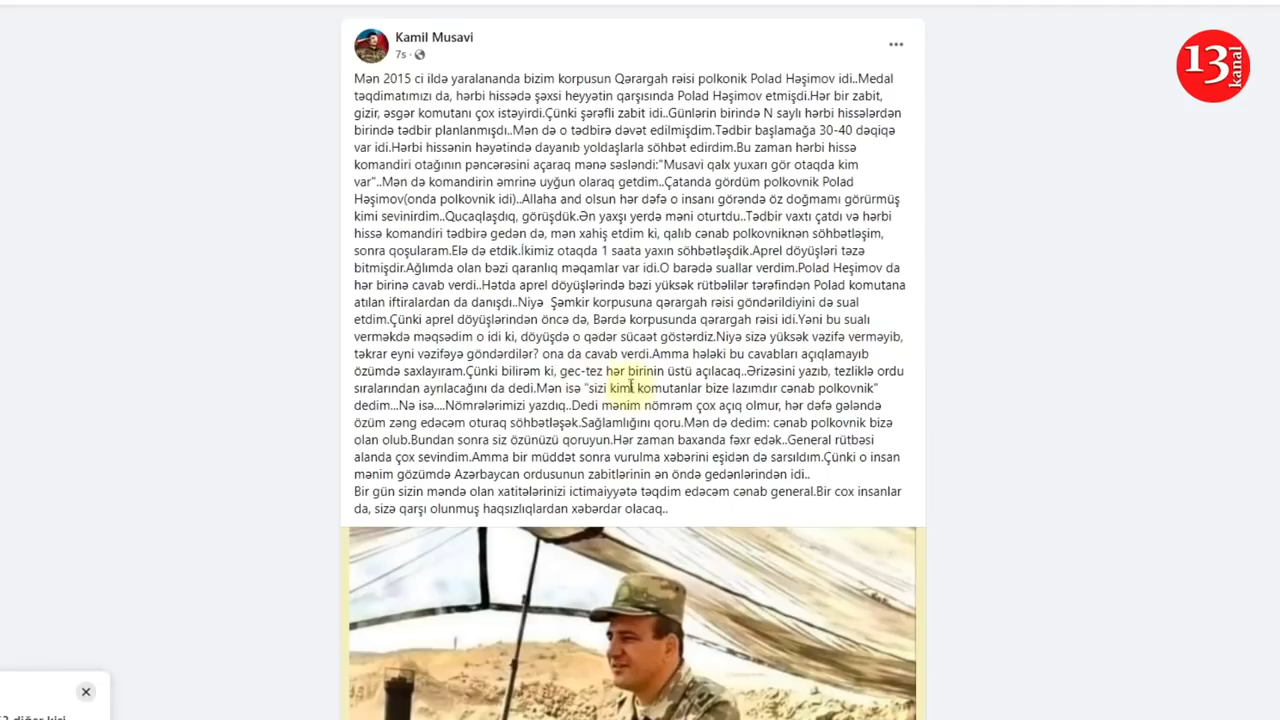 Kamil Musavi
7s ·
Mən 2015 ci ildə yaralananda bizim korpusun Qərargah rəisi polkonik Polad Həşimov idi..Medal
təqdimatımızı da, hərbi hissədə şəxsi heyyətin qarşısında Polad Həşimov etmişdi.Hər bir zabit,
gizir, əsgər komutanı çox istəyirdi.Çünki şərəfli zabit idi..Günlərin birində N saylı hərbi hissələrdən
birində tədbir planlanmışdı..Mən də o tədbirə dəvət edilmişdim.Tədbir başlamağa 30-40 dəqiqə
var idi.Hərbi hissənin həyətində dayanıb yoldaşlarla söhbət edirdim.Bu zaman hərbi hissə
komandiri otağının pəncərəsini açaraq mənə səsləndi:"Musavi qalx yuxarı gör otaqda kim
var"..Mən də komandirin əmrinə uyğun olaraq getdim..Çatanda gördüm polkovnik Polad
Həşimov(onda polkovnik idi)..Allaha and olsun hər dəfə o insanı görəndə öz doğmamı görürmüş
kimi sevinirdim..Qucaqlaşdıq, görüşdük.Ən yaxşı yerdə məni oturtdu..Tədbir vaxtı çatdı və hərbi
hissə komandiri tədbirə gedən də, mən xahiş etdim ki, qalıb cənab polkovniknən söhbətləşim,
sonra qoşularam.Elə də etdik.İkimiz otaqda 1 saata yaxın söhbətləşdik.Aprel döyüşləri təzə
bitmişdir.Ağlımda olan bəzi qaranlıq məqamlar var idi.O barədə suallar verdim.Polad Heşimov da
hər birinə cavab verdi..Hətda aprel döyüşlərində bəzi yüksək rütbəlilər tərəfindən Polad komutana
atılan iftiralardan da danışdı..Niyə  Şəmkir korpusuna qərargah rəisi göndərildiyini də sual
etdim.Çünki aprel döyüşlərindən öncə də, Bərdə korpusunda qərargah rəisi idi.Yəni bu sualı
verməkdə məqsədim o idi ki, döyüşdə o qədər sücaət göstərdiz.Niyə sizə yüksək vəzifə verməyib,
təkrar eyni vəzifəyə göndərdilər? ona da cavab verdi.Amma hələki bu cavabları açıqlamayıb
özümdə saxlayıram.Çünki bilirəm ki, gec-tez hər birinin üstü açılacaq..Ərizəsini yazıb, tezliklə ordu
sıralarından ayrılacağını da dedi.Mən isə "sizi kimi komutanlar bize lazımdır cənab polkovnik"
dedim...Nə isə....Nömrələrimizi yazdıq..Dedi mənim nömrəm çox açıq olmur, hər dəfə gələndə
özüm zəng edəcəm oturaq söhbətləşək.Sağlamlığını qoru.Mən də dedim: cənab polkovnik bizə
olan olub.Bundan sonra siz özünüzü qoruyun.Hər zaman baxanda fəxr edək..General rütbəsi
alanda çox sevindim.Amma bir müddət sonra vurulma xəbərini eşidən də sarsıldım.Çünki o insan
mənim gözümdə Azərbaycan ordusunun zabitlərinin ən öndə gedənlərindən idi..
Bir gün sizin məndə olan xatitələrinizi ictimaiyyətə təqdim edəcəm cənab general.Bir cox insanlar
da, sizə qarşı olunmuş haqsızlıqlardan xəbərdar olacaq..
13 kanal